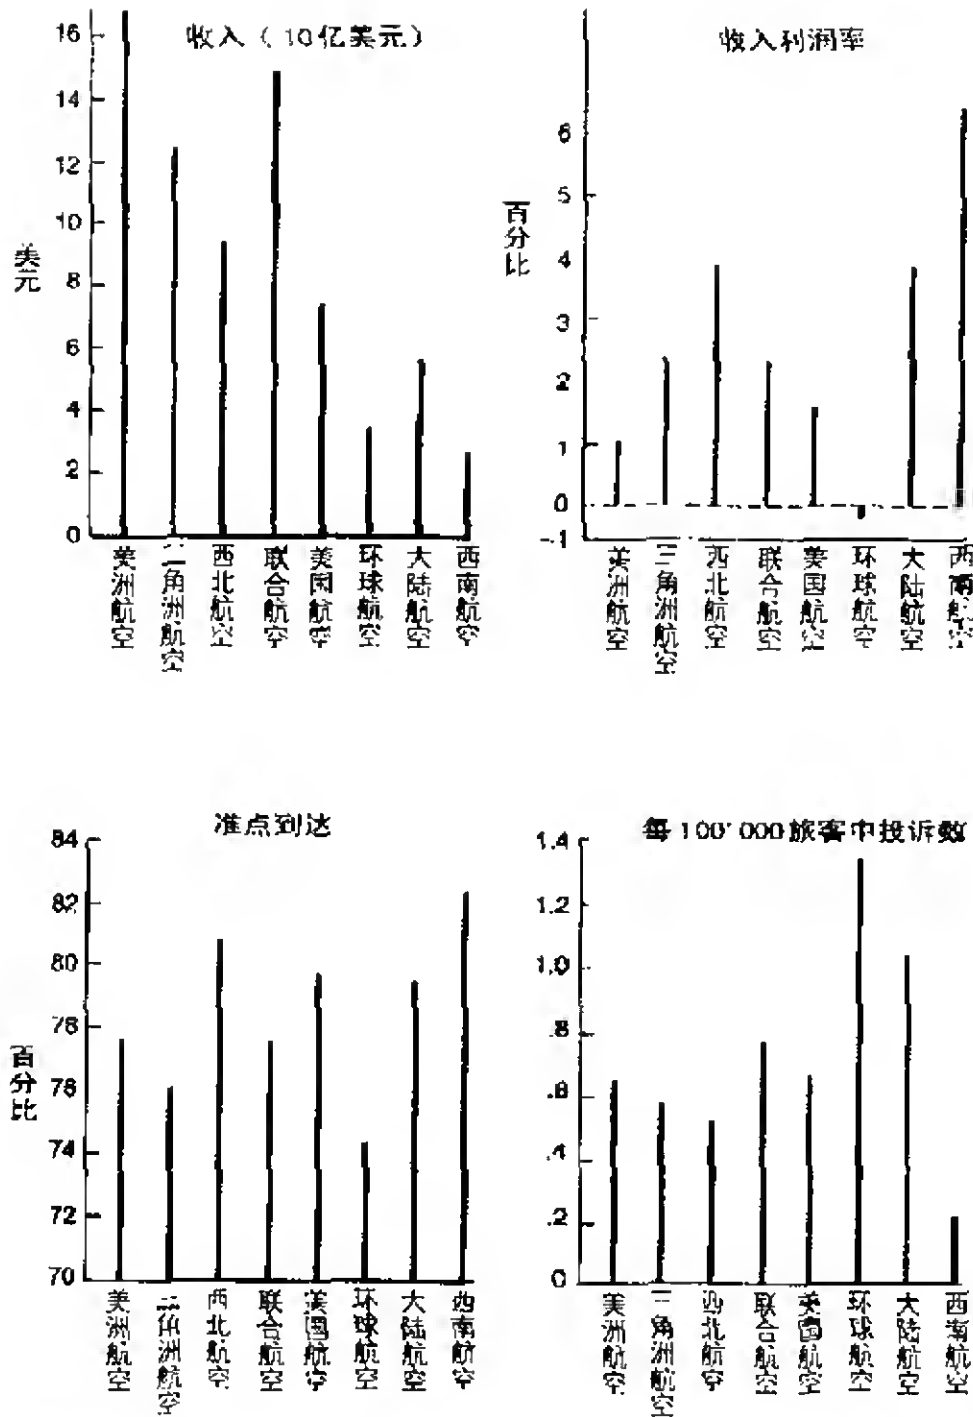 收入（10亿美元）
16
14
12
10
8
6
4
2
0
美元
美洲航空
三角洲航空
西北航空
联合航空
美国航空
环球航空
大陆航空
西南航空
收入利润率
6
5
4
3
2
1
0
-1
百分比
美洲航空
三角洲航空
西北航空
联合航空
美国航空
环球航空
大陆航空
西南航空
准点到达
84
82
80
78
76
74
72
70
百分比
美洲航空
三角洲航空
西北航空
联合航空
美国航空
环球航空
大陆航空
西南航空
每100'000旅客中投诉数
1.4
1.2
1.0
.8
.6
.4
.2
0
美洲航空
三角洲航空
西北航空
联合航空
美国航空
环球航空
大陆航空
西南航空